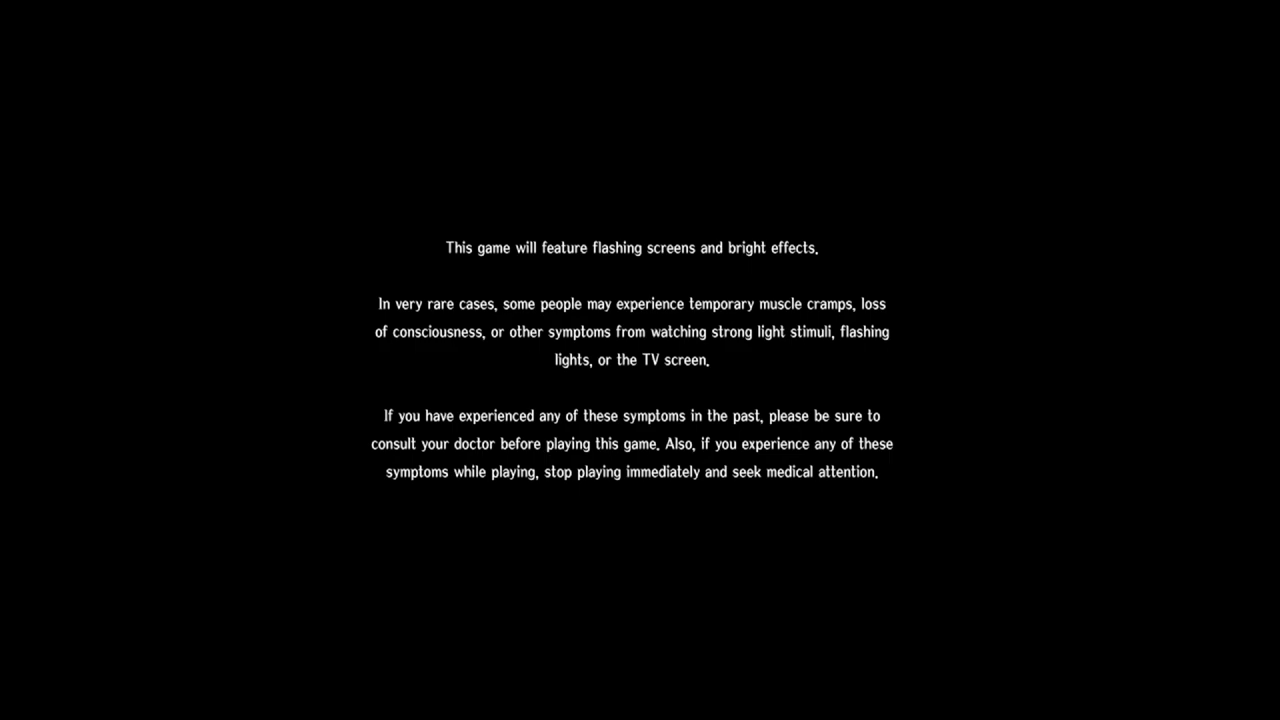 This game will feature flashing screens and bright effects.
In very rare cases, some people may experience temporary muscle cramps, loss
of consciousness, or other symptoms from watching strong light stimuli, flashing
lights, or the TV screen.
If you have experienced any of these symptoms in the past, please be sure to
consult your doctor before playing this game. Also, if you experience any of these
symptoms while playing, stop playing immediately and seek medical attention.